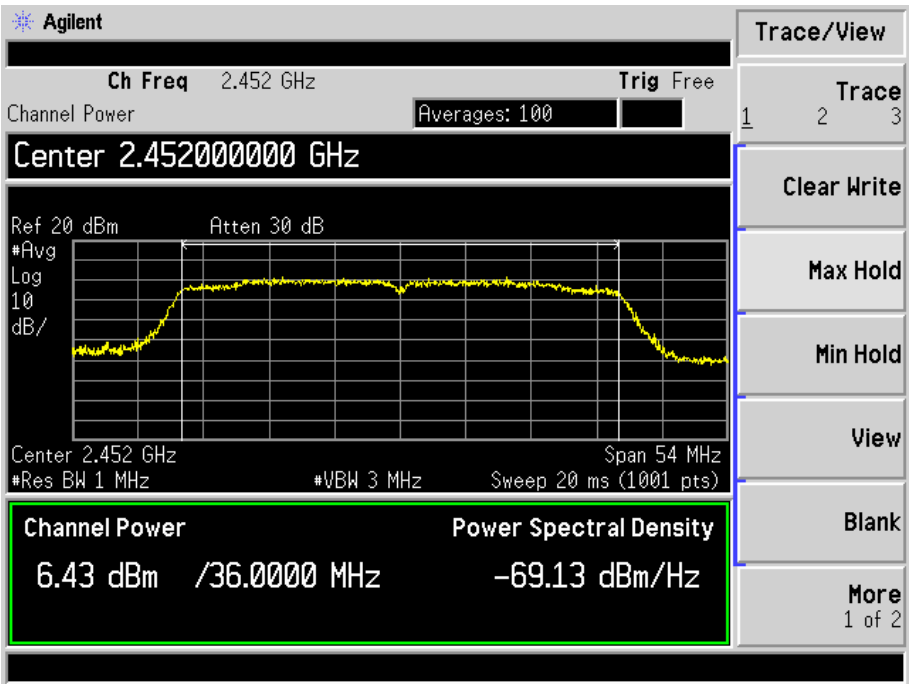 Agilent
Trace/View
Ch Freq 2.452 GHz Trig Free
Channel Power Averages: 100
Center 2.452000000 GHz
Ref 20 dBm Atten 30 dB
#Avg
Log
10
dB/
Center 2.452 GHz Span 54 MHz
#Res BW 1 MHz #VBW 3 MHz Sweep 20 ms (1001 pts)
Channel Power Power Spectral Density
6.43 dBm /36.0000 MHz -69.13 dBm/Hz
Trace
1 2 3
Clear Write
Max Hold
Min Hold
View
Blank
More
1 of 2